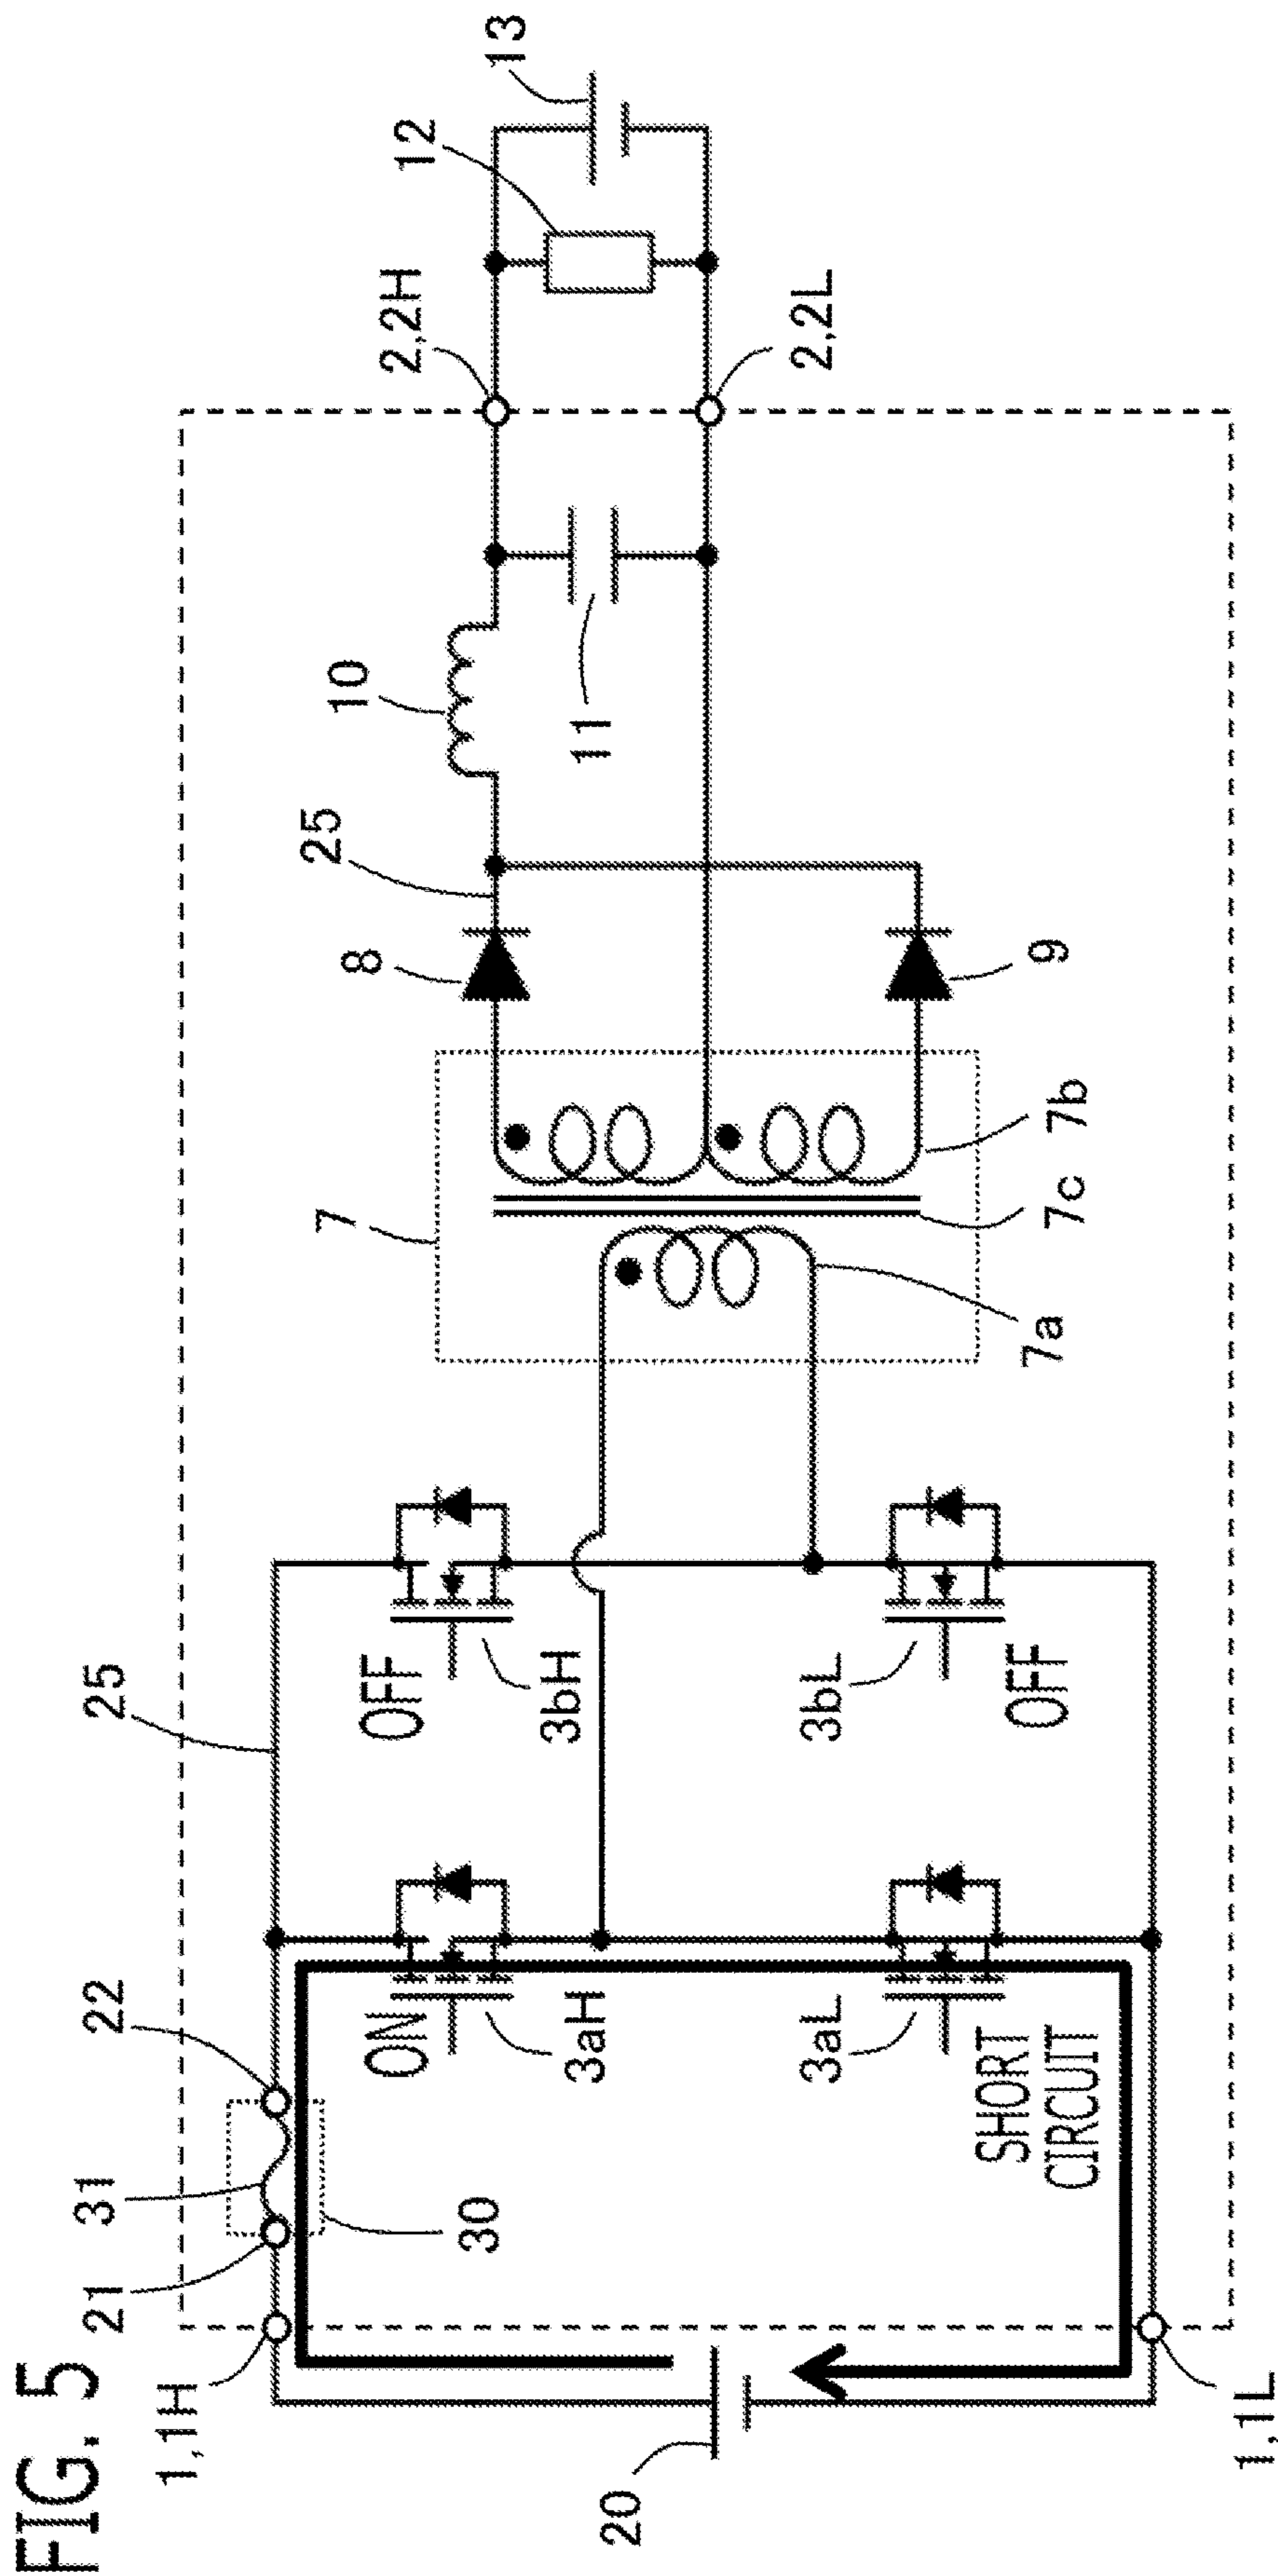 FIG. 5
1,1H
21
31
22
30
25
ON
3aH
OFF
3bH
20
SHORT
CIRCUIT
3aL
3bL
OFF
1,1L
7
7a
7c
7b
8
9
25
10
11
2,2H
2,2L
12
13